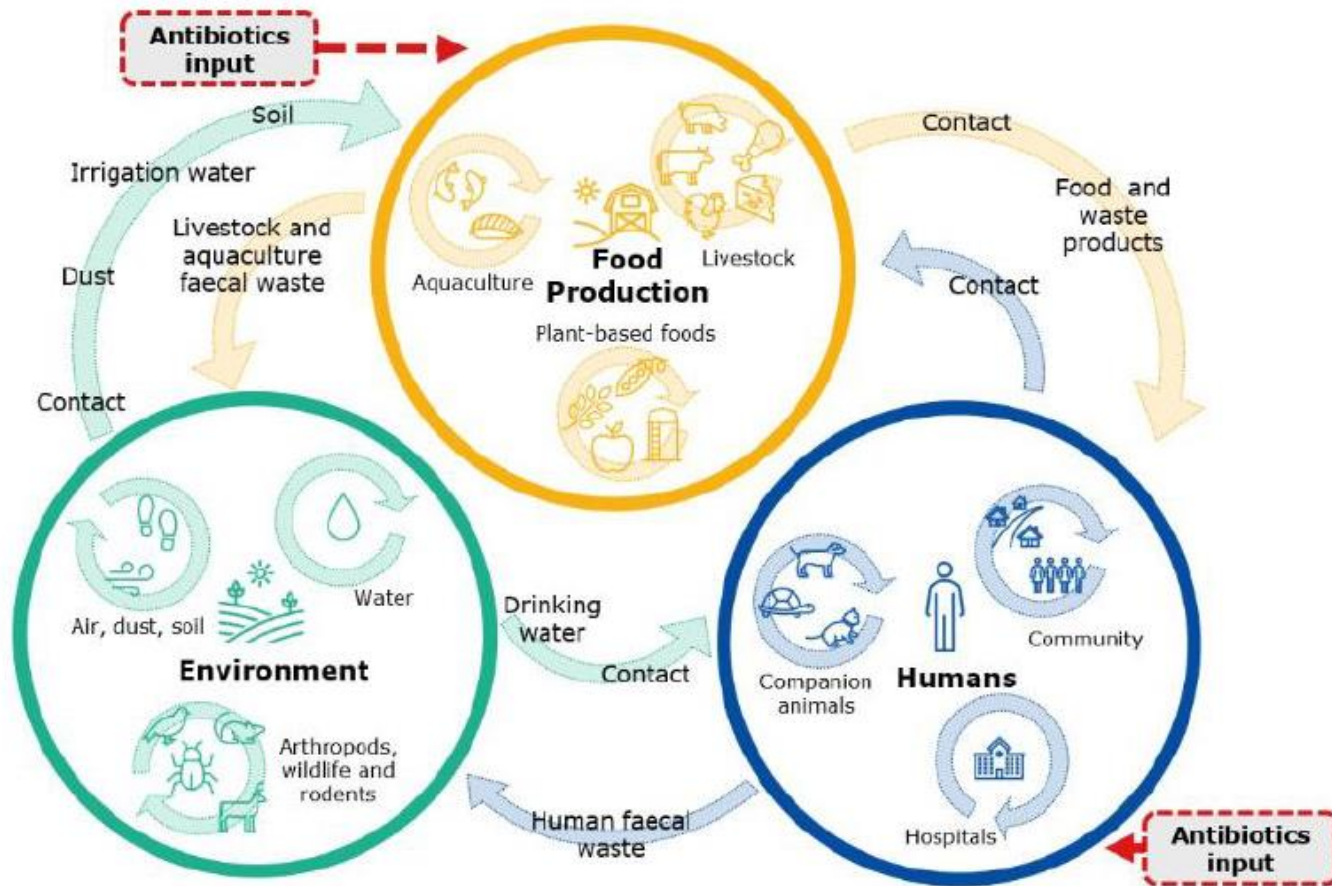 Antibiotics
input
Soil
Irrigation water
Livestock and
aquaculture
faecal waste
Dust
Contact
Contact
Food and
waste
products
Contact
Aquaculture
Livestock
Food
Production
Plant-based foods
Air, dust, soil
Water
Environment
Arthropods,
wildlife and
rodents
Drinking
water
Contact
Companion
animals
Humans
Community
Hospitals
Human faecal
waste
Antibiotics
input